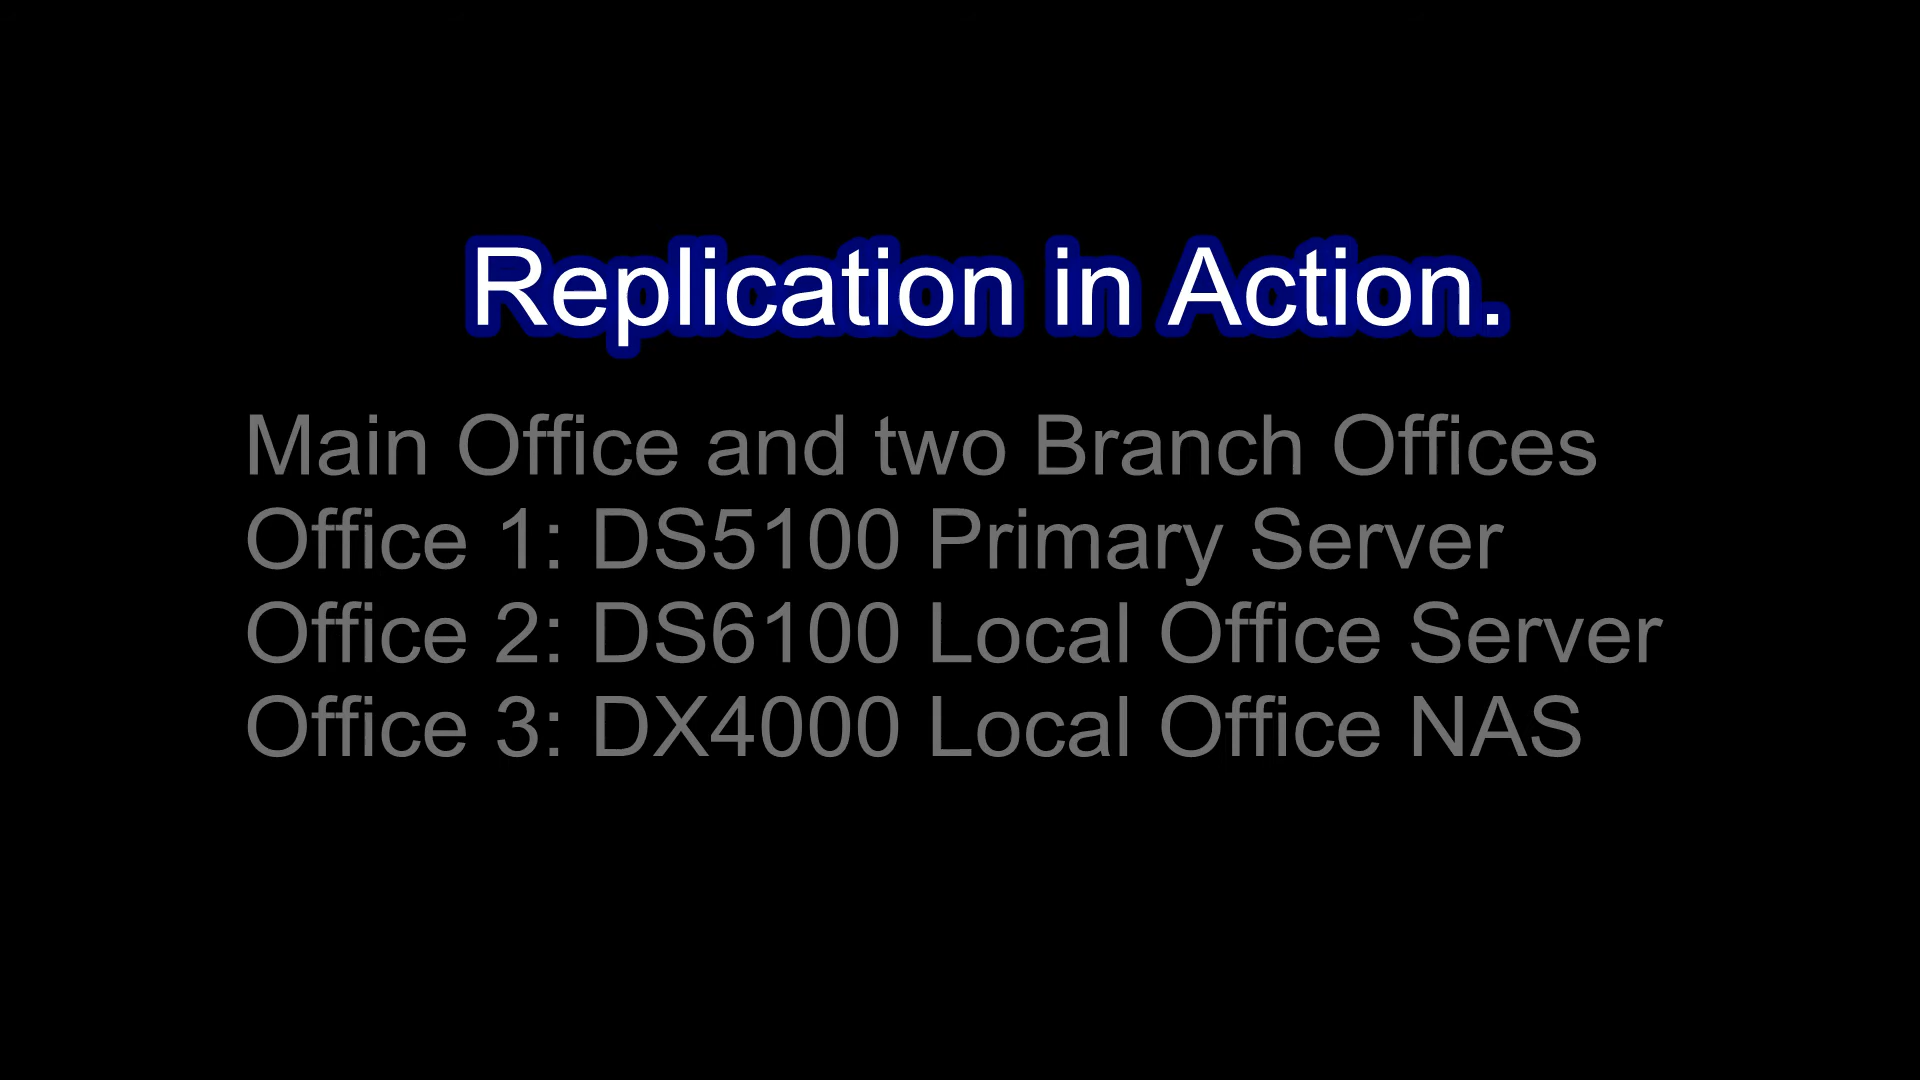 Replication in Action.
Main Office and two Branch Offices
Office 1: DS5100 Primary Server
Office 2: DS6100 Local Office Server
Office 3: DX4000 Local Office NAS